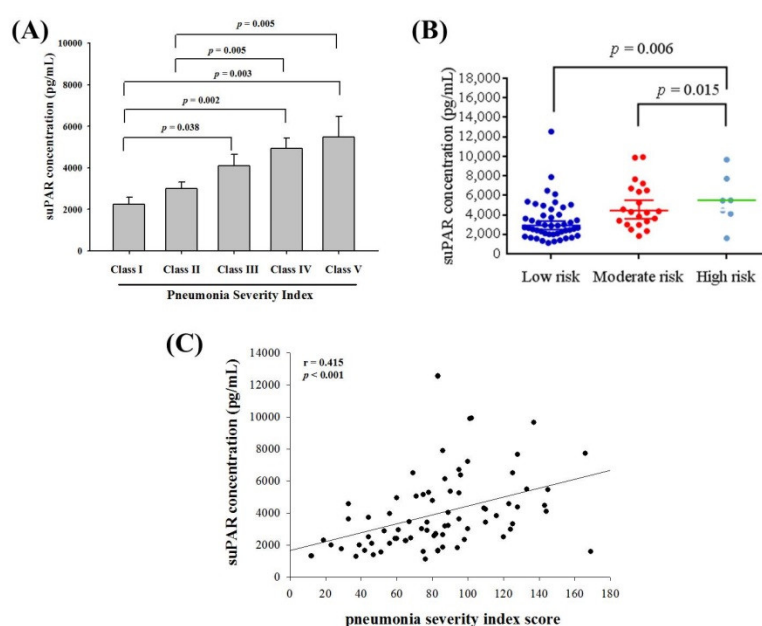 (A)
p = 0.005
p = 0.005
p = 0.003
p = 0.002
p = 0.038
suPAR concentration (pg/mL)
10000
8000
6000
4000
2000
0
Class I Class II Class III Class IV Class V
Pneumonia Severity Index
(B)
p = 0.006
p = 0.015
suPAR concentration (pg/mL)
18,000
16,000
14,000
12,000
10,000
8,000
6,000
4,000
2,000
0
Low risk Moderate risk High risk
(C)
r = 0.415
p < 0.001
suPAR concentration (pg/mL)
14000
12000
10000
8000
6000
4000
2000
0
0 20 40 60 80 100 120 140 160 180
pneumonia severity index score